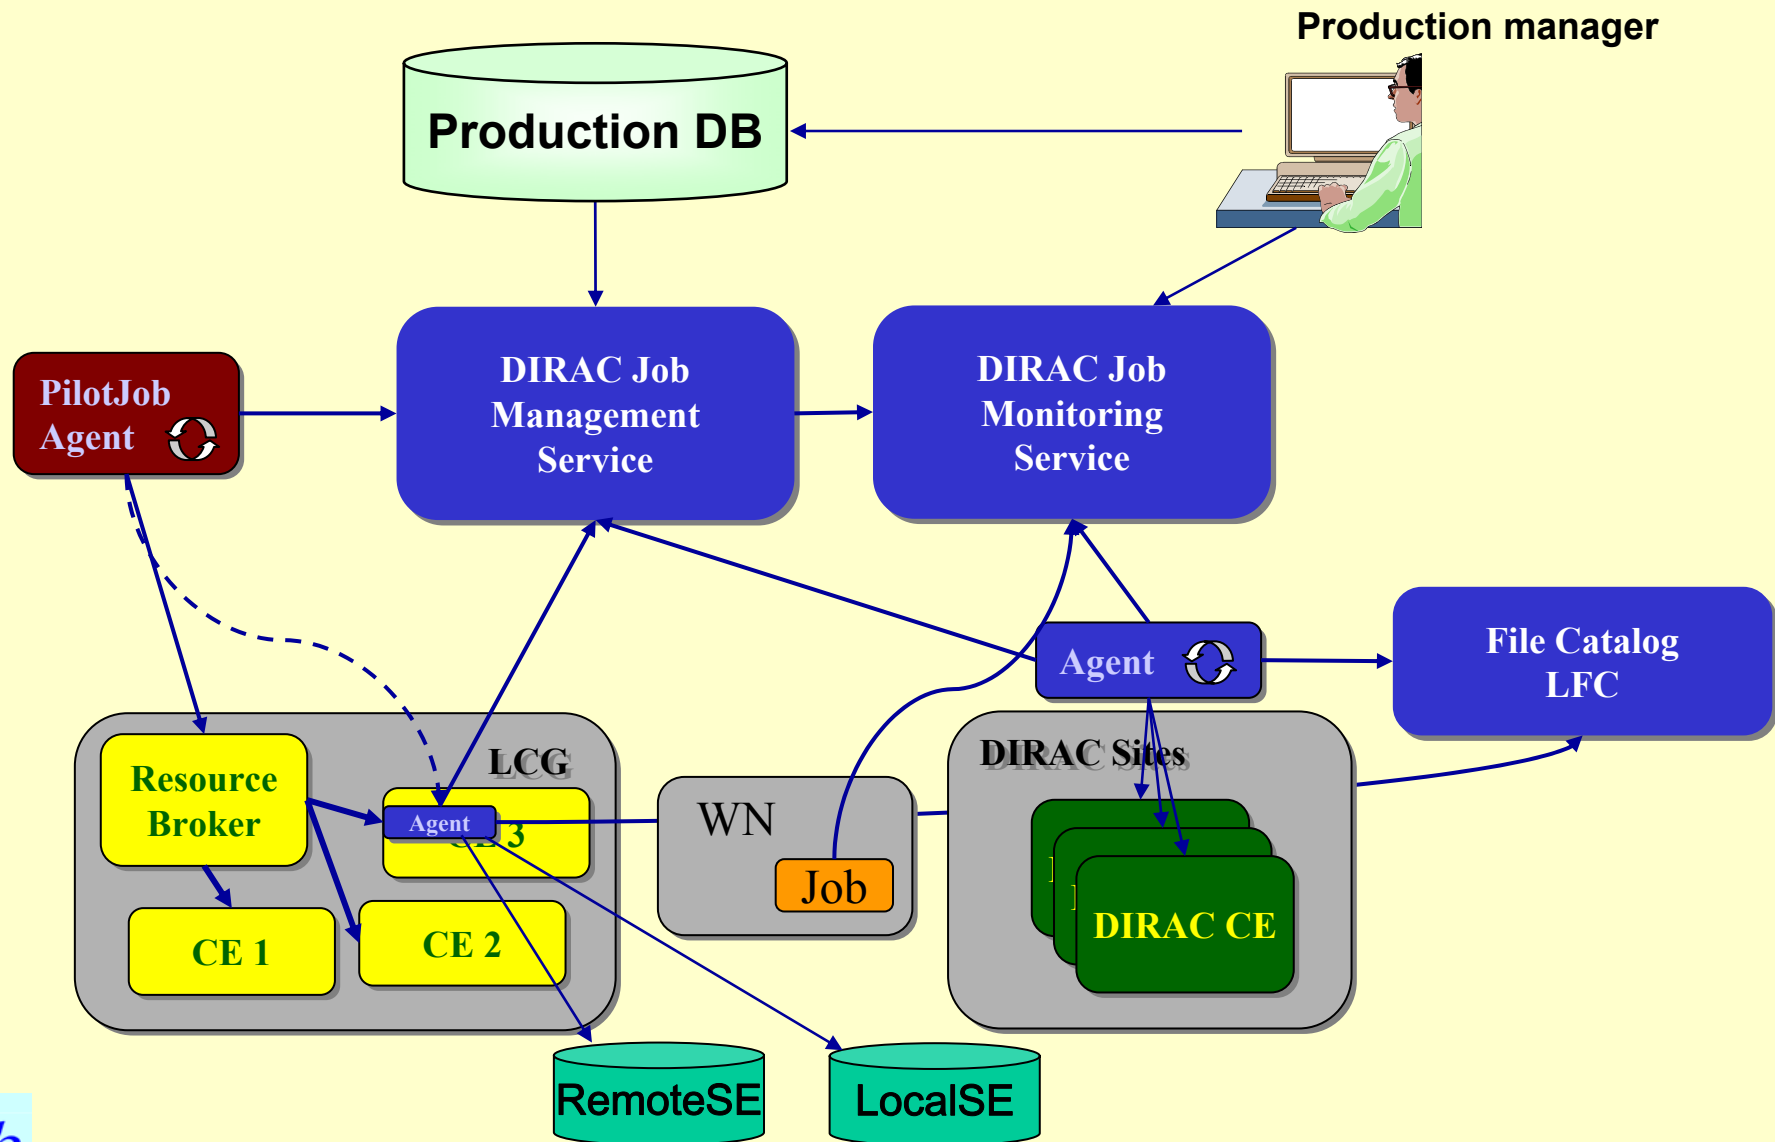 Production manager
Production DB
DIRAC Job
Management
Service
DIRAC Job
Monitoring
Service
PilotJob
Agent
Agent
File Catalog
LFC
LCG
Resource
Broker
Agent
3
CE 1
CE 2
WN
Job
DIRAC Sites
DIRAC CE
RemoteSE
LocalSE